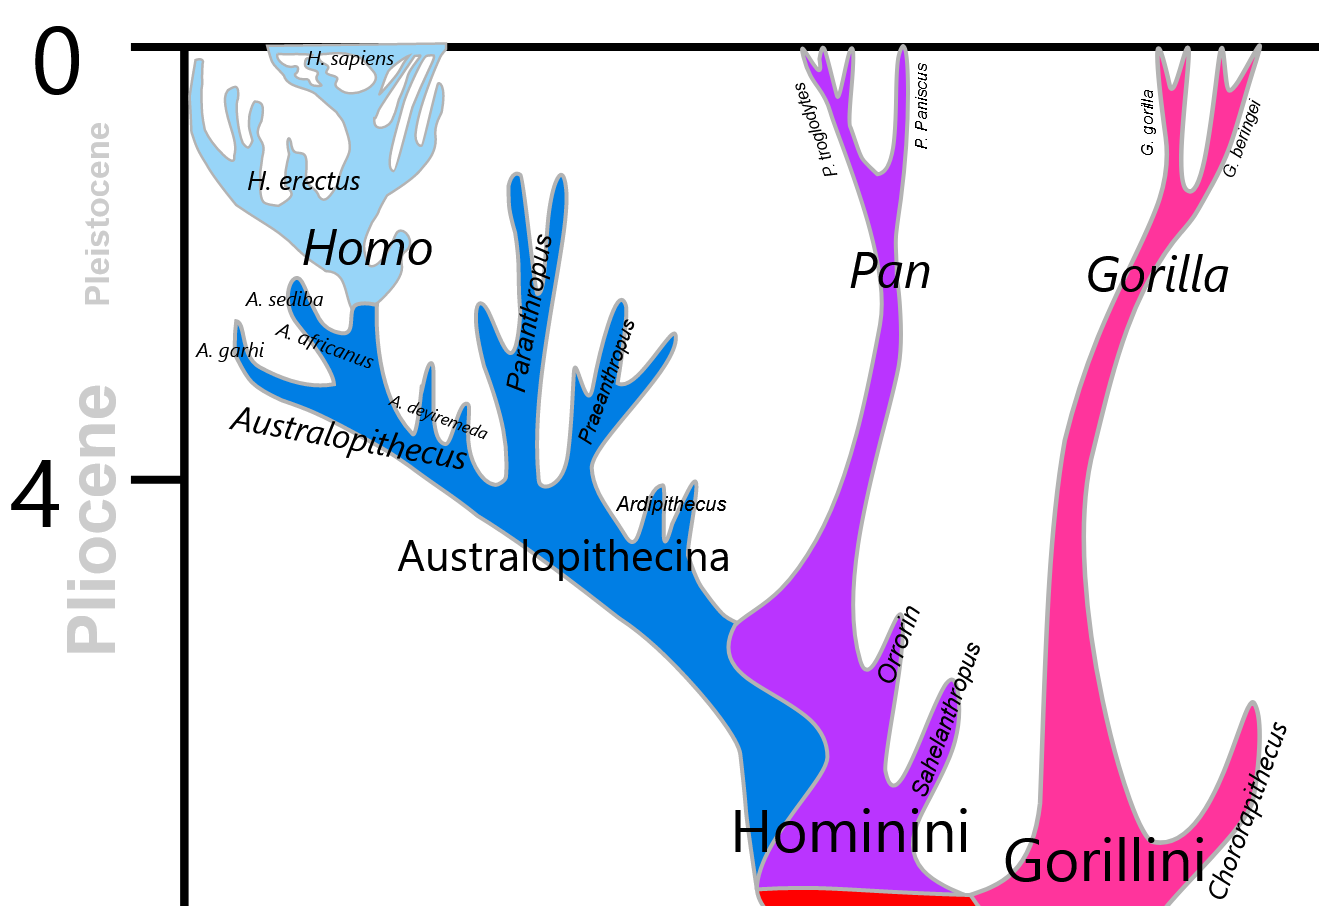 0
H. sapiens
P. troglodytes
P. Paniscus
G. gorilla
G. beringei
Pleistocene
H. erectus
Homo
Pan
Gorilla
A. sediba
A. africanus
A. garhi
Paranthropus
Praeanthropus
A. deyiremeda
Australopithecus
4
Pliocene
Ardipithecus
Australopithecina
Orrorin
Sahelanthropus
Hominini
Gorillini
Chororapithecus